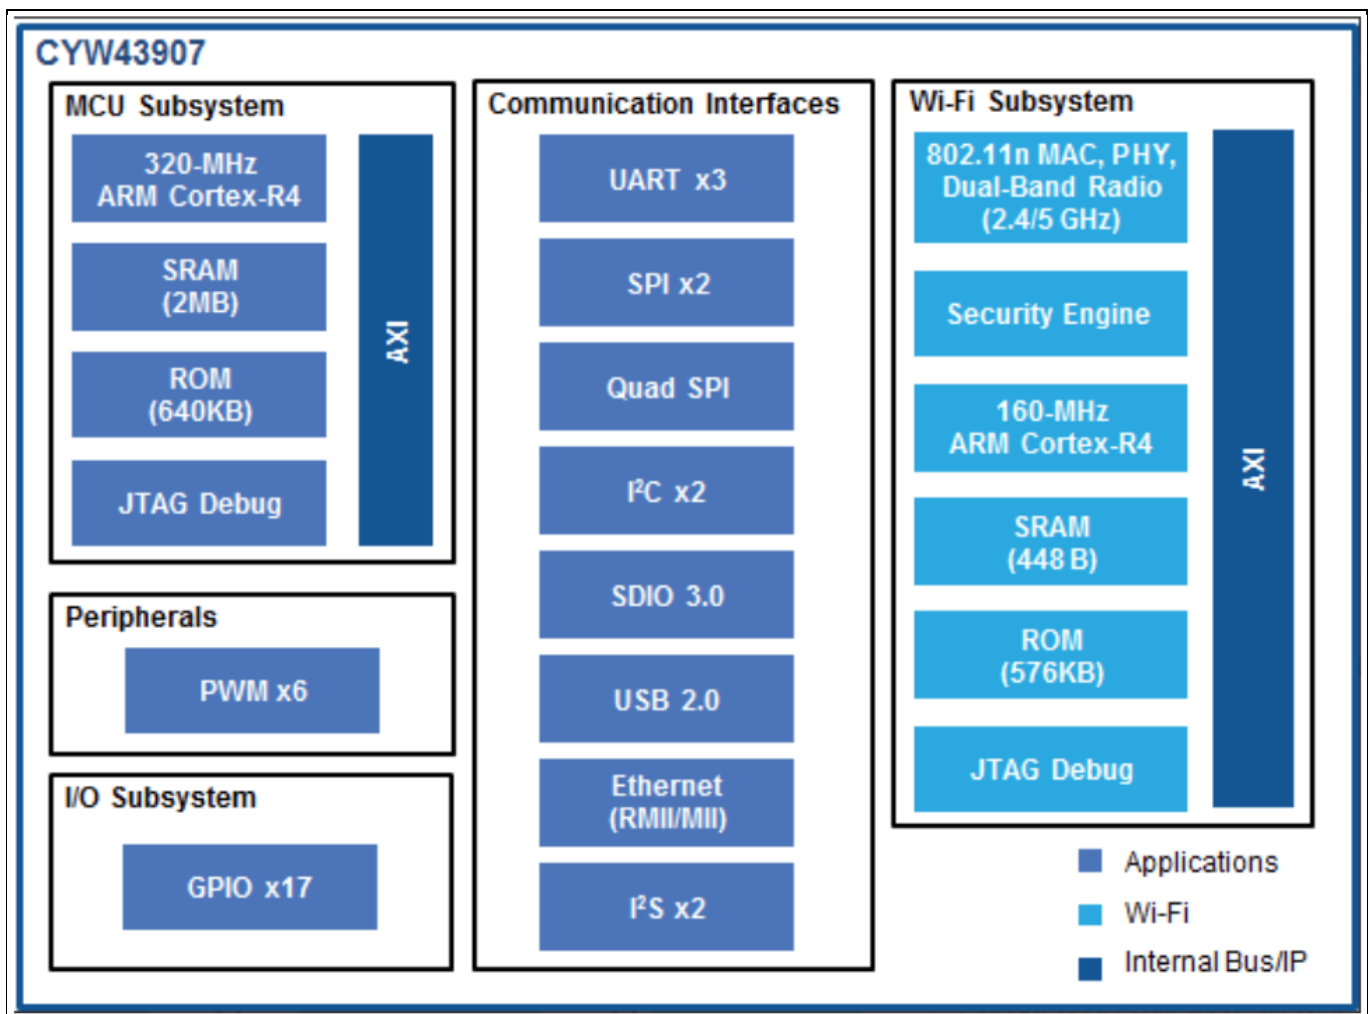 CYW43907
MCU Subsystem
320-MHz
ARM Cortex-R4
SRAM
(2MB)
ROM
(640KB)
JTAG Debug
AXI
Peripherals
PWM x6
I/O Subsystem
GPIO x17
Communication Interfaces
UART x3
SPI x2
Quad SPI
I²C x2
SDIO 3.0
USB 2.0
Ethernet
(RMII/MII)
I²S x2
Wi-Fi Subsystem
802.11n MAC, PHY,
Dual-Band Radio
(2.4/5 GHz)
Security Engine
160-MHz
ARM Cortex-R4
SRAM
(448 B)
ROM
(576KB)
JTAG Debug
AXI
Applications
Wi-Fi
Internal Bus/IP